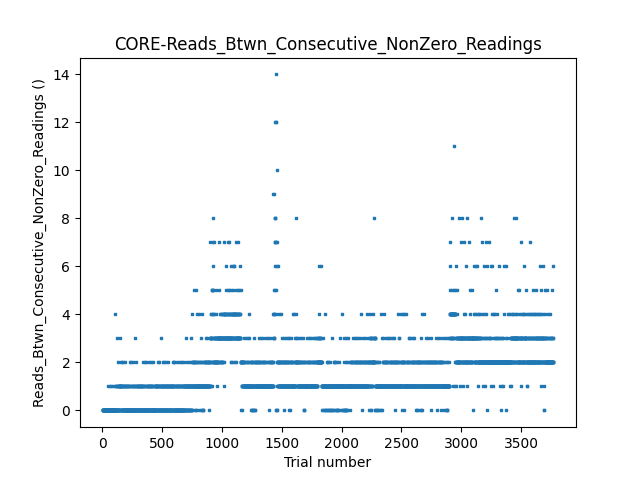 CORE-Reads_Btwn_Consecutive_NonZero_Readings
Reads_Btwn_Consecutive_NonZero_Readings ()
14
12
10
8
6
4
2
0
0 500 1000 1500 2000 2500 3000 3500
Trial number